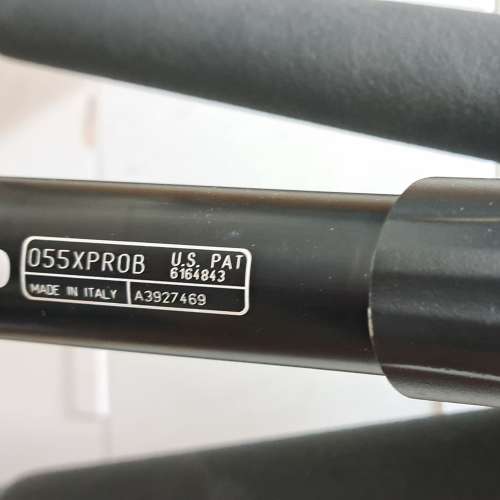 055XPROB U.S. PAT
6164843
MADE IN ITALY A3927469